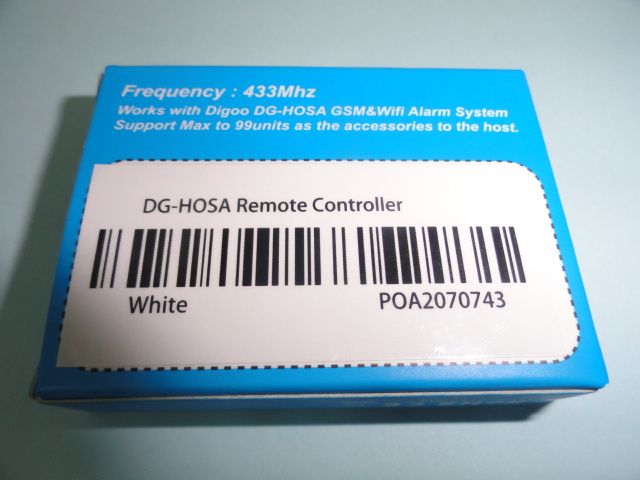 Frequency : 433Mhz
Works with Digoo DG-HOSA GSM&Wifi Alarm System
Support Max to 99units as the accessories to the host.
DG-HOSA Remote Controller
White POA2070743